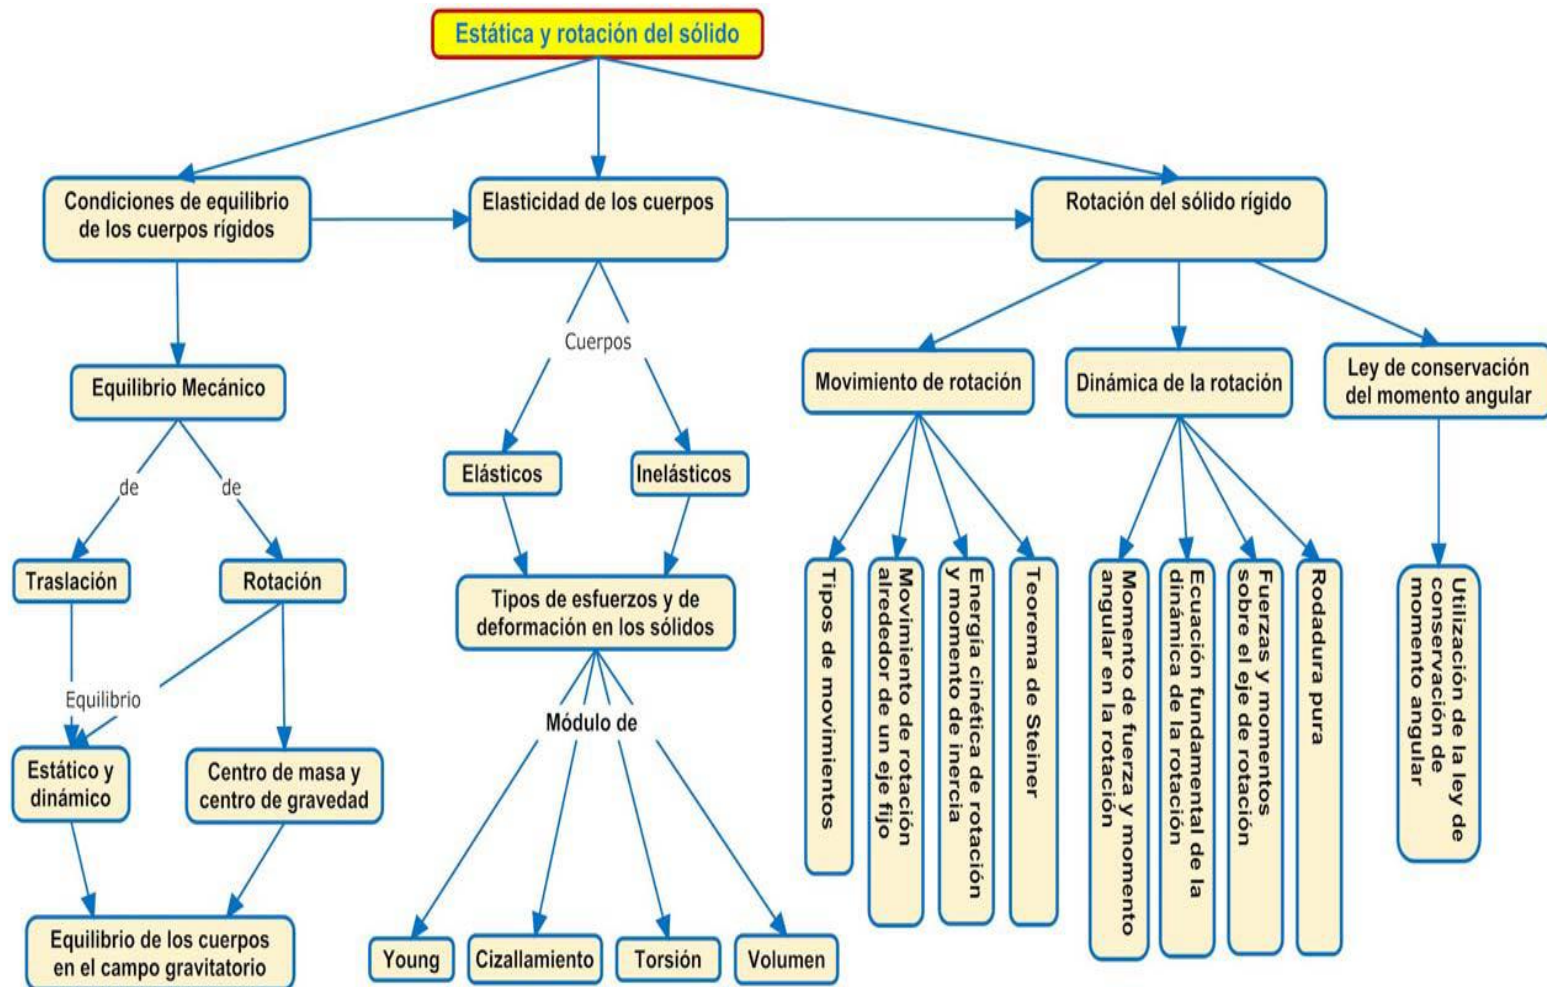 Estática y rotación del sólido
Condiciones de equilibrio
de los cuerpos rígidos
Elasticidad de los cuerpos
Rotación del sólido rígido
Cuerpos
Equilibrio Mecánico
Movimiento de rotación
Dinámica de la rotación
Ley de conservación
del momento angular
Elásticos
Inelásticos
de
de
Traslación
Rotación
Tipos de esfuerzos y de
deformación en los sólidos
Tipos de movimientos
Movimiento de rotación
alrededor de un eje fijo
Energía cinética de rotación
y momento de inercia
Teorema de Steiner
Momento de fuerza y momento
angular en la rotación
Ecuación fundamental de la
dinámica de la rotación
Fuerzas y momentos
sobre el eje de rotación
Rodadura pura
Utilización de la ley de
conservación de
momento angular
Equilibrio
Módulo de
Estático y
dinámico
Centro de masa y
centro de gravedad
Equilibrio de los cuerpos
en el campo gravitatorio
Young
Cizallamiento
Torsión
Volumen